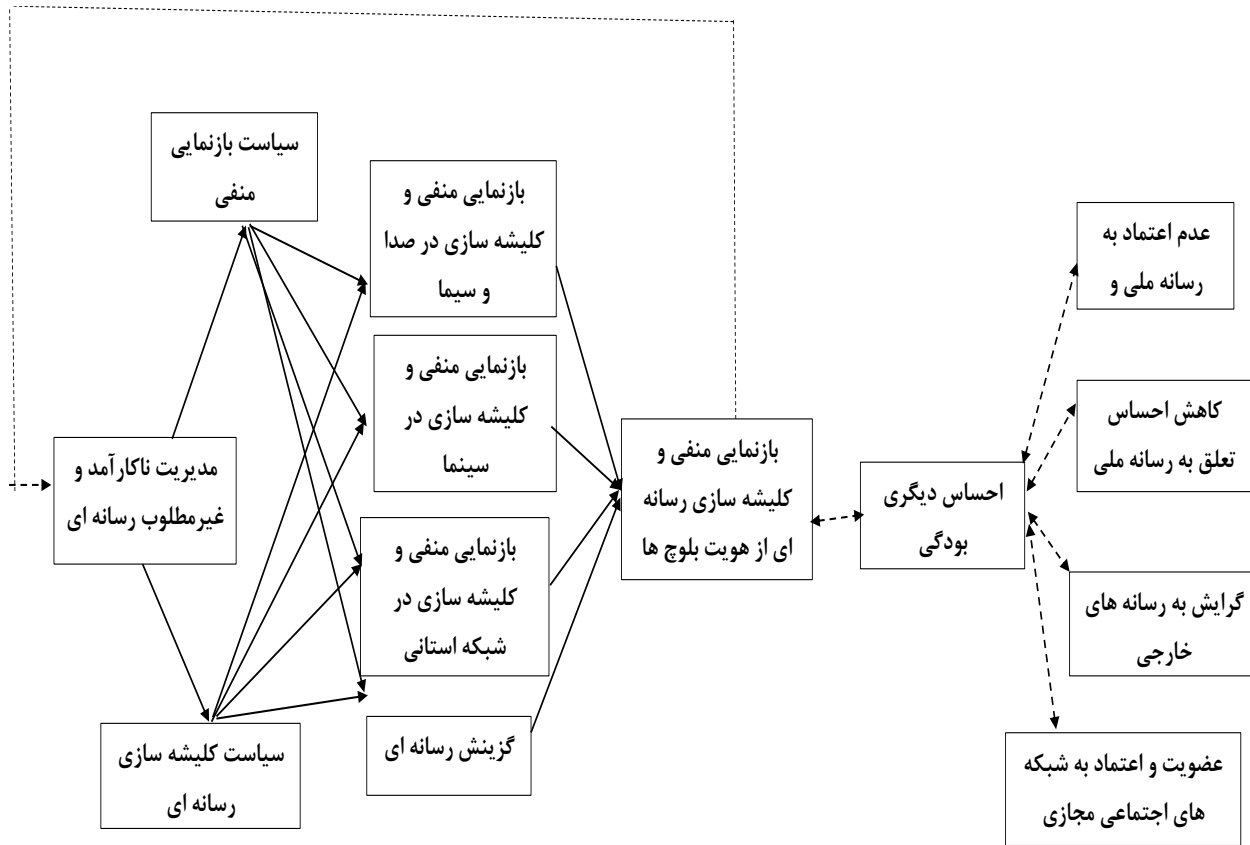 سیاست بازنمایی
منفی
بازنمایی منفی و
کلیشه سازی در صدا
و سیما
بازنمایی منفی و
کلیشه سازی در
سینما
بازنمایی منفی و
کلیشه سازی در
شبکه استانی
گزینش رسانه ای
مدیریت ناکارآمد و
غیرمطلوب رسانه ای
سیاست کلیشه سازی
رسانه ای
بازنمایی منفی و
کلیشه سازی رسانه
ای از هویت بلوچ ها
احساس دیگری
بودگی
عدم اعتماد به
رسانه ملی و
کاهش احساس
تعلق به رسانه ملی
گرایش به رسانه های
خارجی
عضویت و اعتماد به شبکه
های اجتماعی مجازی